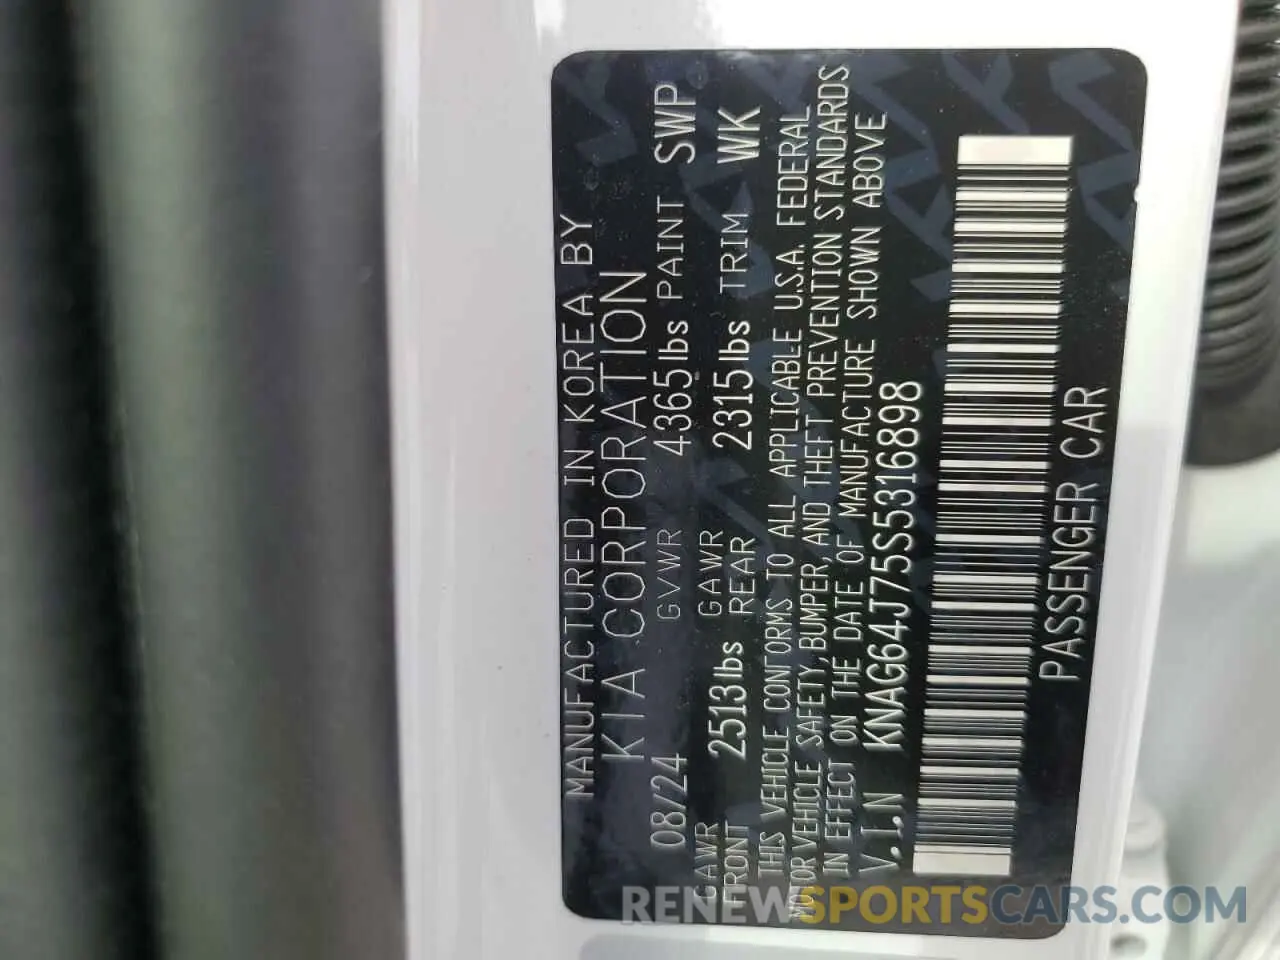 MANUFACTURED IN KOREA BY
KIA CORPORATION
08/24 GVWR 4365lbs PAINT SWP
GAWR FRONT 2513lbs GAWR REAR 2315lbs TRIM WK
THIS VEHICLE CONTORMS TO ALL APPLICABLE U.S.A. FEDERAL
MOTOR VEHICLE SAFETY, BUMPER, AND THEFT PREVENTION STANDARDS
IN EFFECT ON THE DATE OF MANUFACTURE SHOWN ABOVE
V.I.N KNAG64J75S5316898
PASSENGER CAR
RENEWSPORTSCARS.COM